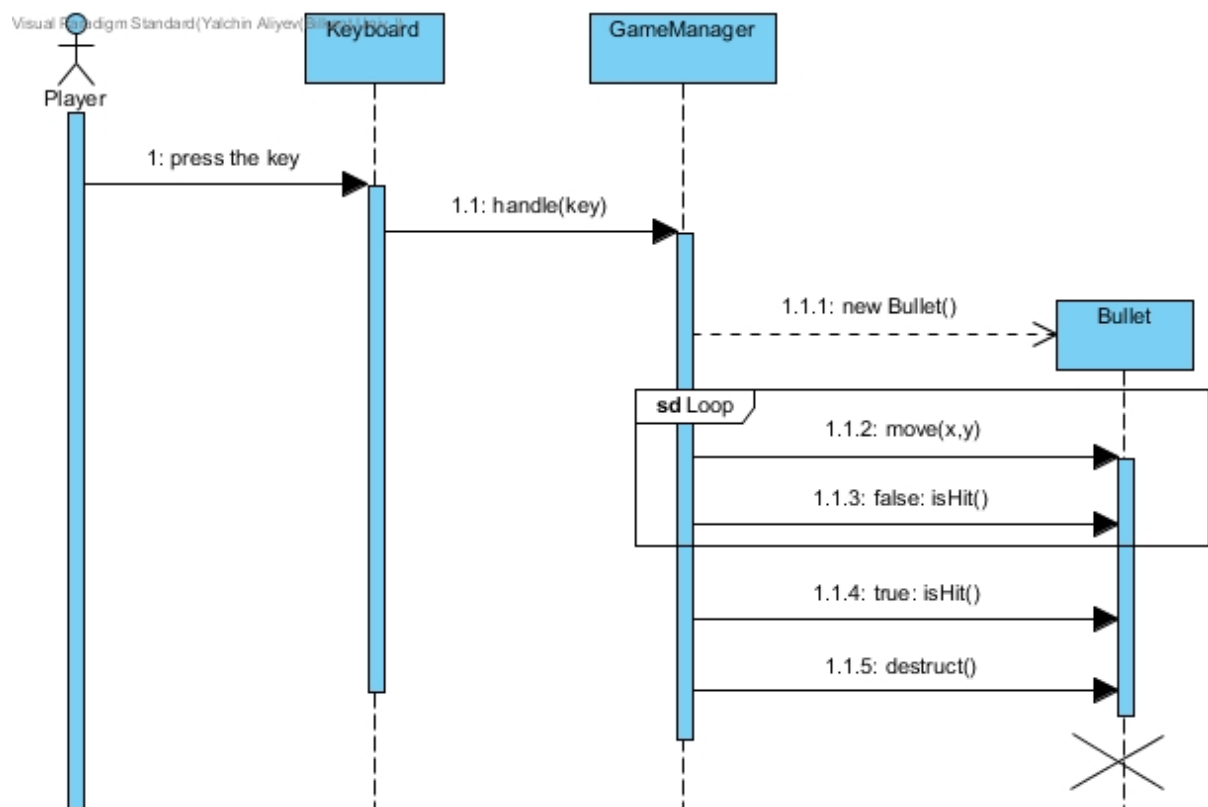 Visual Paradigm Standard(Yalchin Aliyev(
Keyboard
GameManager
Player
1: press the key
1.1: handle(key)
1.1.1: new Bullet()
Bullet
sd Loop
1.1.2: move(x,y)
1.1.3: false: isHit()
1.1.4: true: isHit()
1.1.5: destruct()